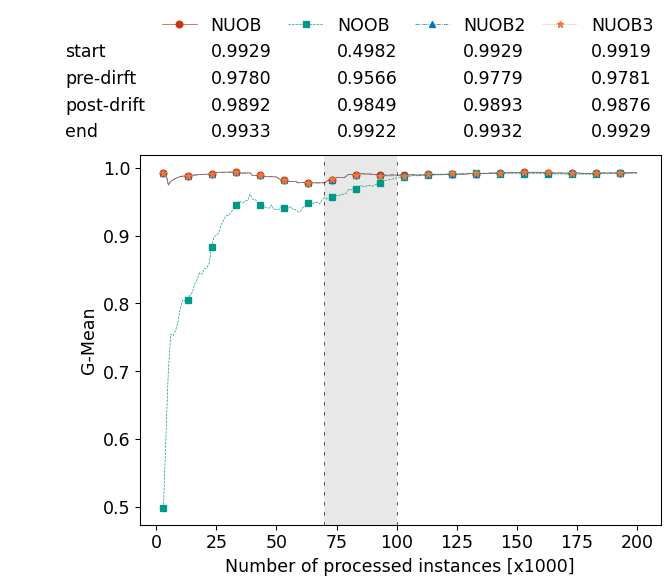 NUOB NOOB NUOB2 NUOB3
start 0.9929 0.4982 0.9929 0.9919
pre-dirft 0.9780 0.9566 0.9779 0.9781
post-drift 0.9892 0.9849 0.9893 0.9876
end 0.9933 0.9922 0.9932 0.9929
1.0
0.9
0.8
0.7
0.6
0.5
G-Mean
0 25 50 75 100 125 150 175 200
Number of processed instances [x1000]